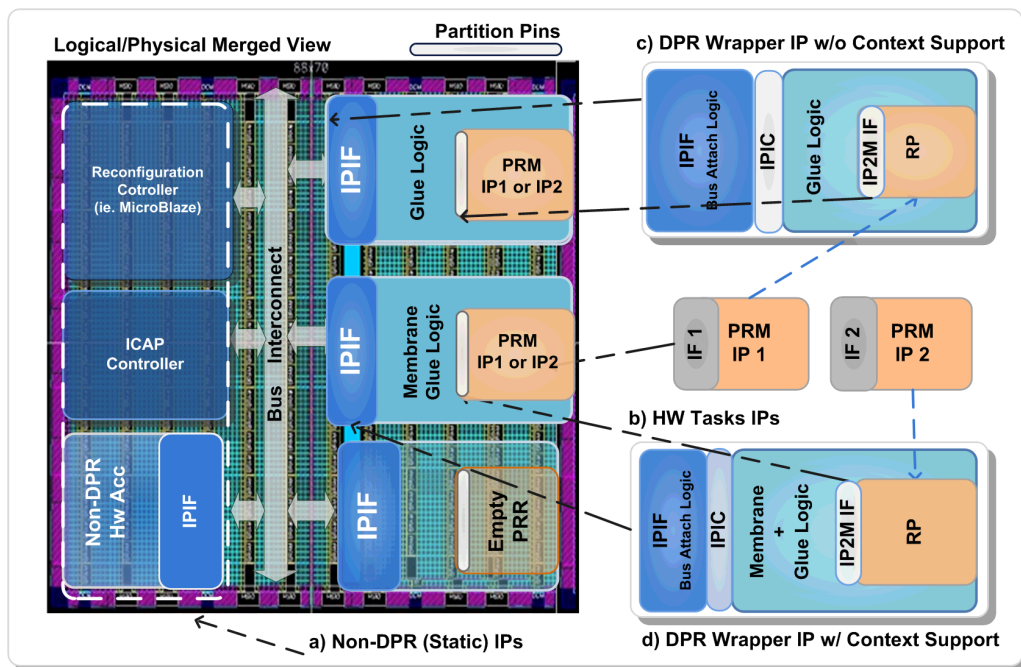 Logical/Physical Merged View
Partition Pins
88x70
Reconfiguration
Cotroller
(ie. MicroBlaze)
ICAP
Controller
Non-DPR
Hw Acc
IPIF
Bus Interconnect
IPIF
Glue Logic
PRM
IP1 or IP2
IPIF
Membrane
Glue Logic
PRM
IP1 or IP2
IPIF
Empty
PRR
a) Non-DPR (Static) IPs
c) DPR Wrapper IP w/o Context Support
IPIF
Bus Attach Logic
IPIC
Glue Logic
IP2M IF
RP
IF 1
PRM
IP 1
IF 2
PRM
IP 2
b) HW Tasks IPs
IPIF
Bus Attach Logic
IPIC
Membrane
+
Glue Logic
IP2M IF
RP
d) DPR Wrapper IP w/ Context Support